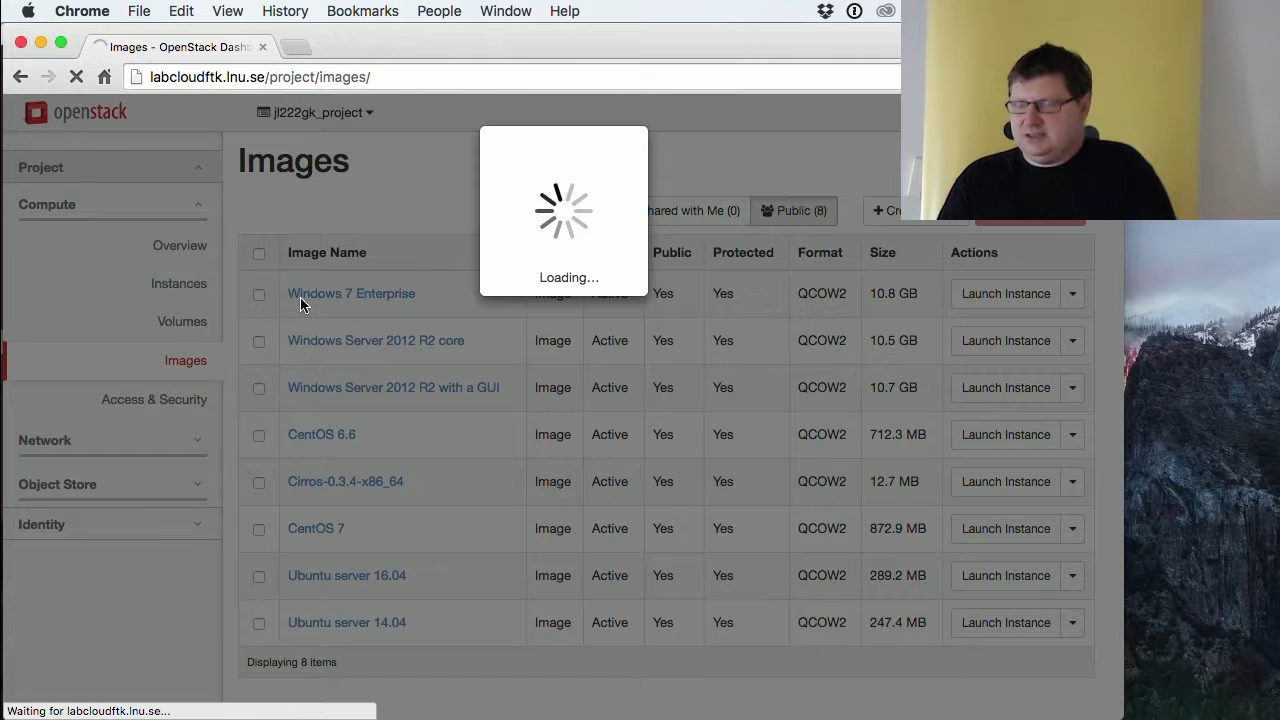 Chrome File Edit View History Bookmarks People Window Help
Images - OpenStack Dashb
labcloudftk.lnu.se/project/images/
openstack
jl222gk_project
Project
Compute
Overview
Instances
Volumes
Images
Access & Security
Network
Object Store
Identity
Images
hared with Me (0) Public (8) + Cre
Loading...
Image Name Public Protected Format Size Actions
Windows 7 Enterprise Image Active Yes Yes QCOW2 10.8 GB Launch Instance
Windows Server 2012 R2 core Image Active Yes Yes QCOW2 10.5 GB Launch Instance
Windows Server 2012 R2 with a GUI Image Active Yes Yes QCOW2 10.7 GB Launch Instance
CentOS 6.6 Image Active Yes Yes QCOW2 712.3 MB Launch Instance
Cirros-0.3.4-x86_64 Image Active Yes Yes QCOW2 12.7 MB Launch Instance
CentOS 7 Image Active Yes Yes QCOW2 872.9 MB Launch Instance
Ubuntu server 16.04 Image Active Yes Yes QCOW2 289.2 MB Launch Instance
Ubuntu server 14.04 Image Active Yes Yes QCOW2 247.4 MB Launch Instance
Displaying 8 items
Waiting for labcloudftk.lnu.se...